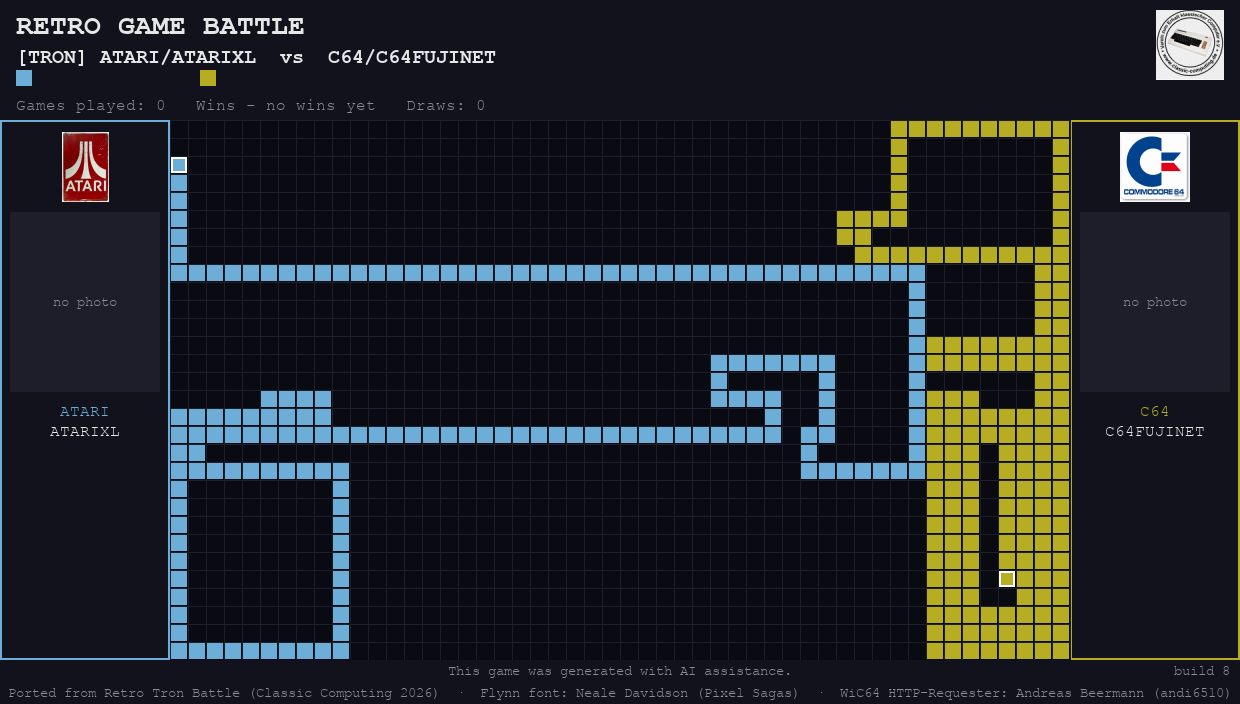 RETRO GAME BATTLE
[TRON] ATARI/ATARIXL vs C64/C64FUJINET
Games played: 0 Wins - no wins yet Draws: 0
ATARI
COMMODORE 64
no photo
no photo
ATARI
ATARIXL
C64
C64FUJINET
This game was generated with AI assistance.
build 8
Ported from Retro Tron Battle (Classic Computing 2026) · Flynn font: Neale Davidson (Pixel Sagas) · WiC64 HTTP-Requester: Andreas Beermann (andi6510)